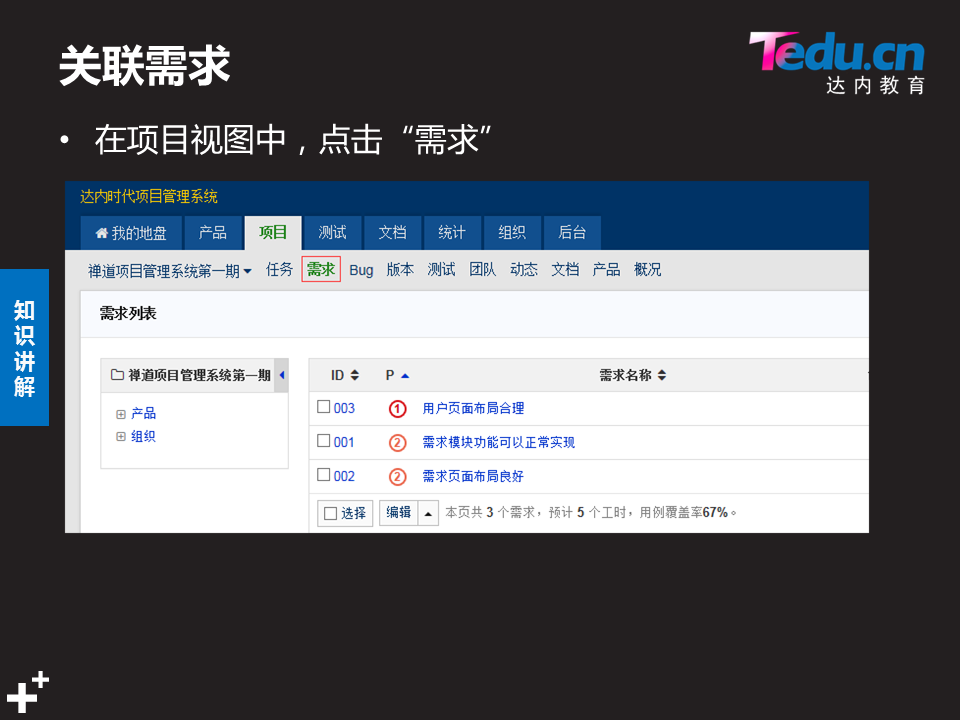 关联需求
Tedu.cn
达内教育
• 在项目视图中，点击“需求”
达内时代项目管理系统
我的地盘 产品 项目 测试 文档 统计 组织 后台
禅道项目管理系统第一期 任务 需求 Bug 版本 测试 团队 动态 文档 产品 概况
需求列表
知识讲解
禅道项目管理系统第一期
产品
组织
ID P 需求名称
003 1 用户页面布局合理
001 2 需求模块功能可以正常实现
002 2 需求页面布局良好
选择 编辑 本页共 3 个需求，预计 5 个工时，用例覆盖率67%。